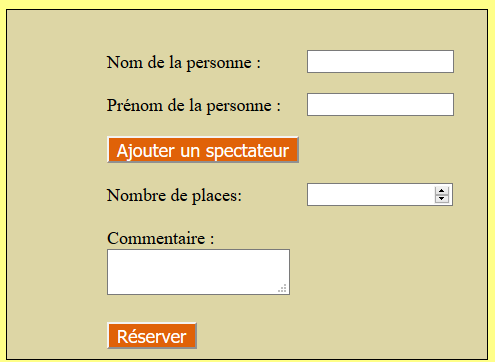 Nom de la personne :
Prénom de la personne :
Ajouter un spectateur
Nombre de places:
Commentaire :
Réserver